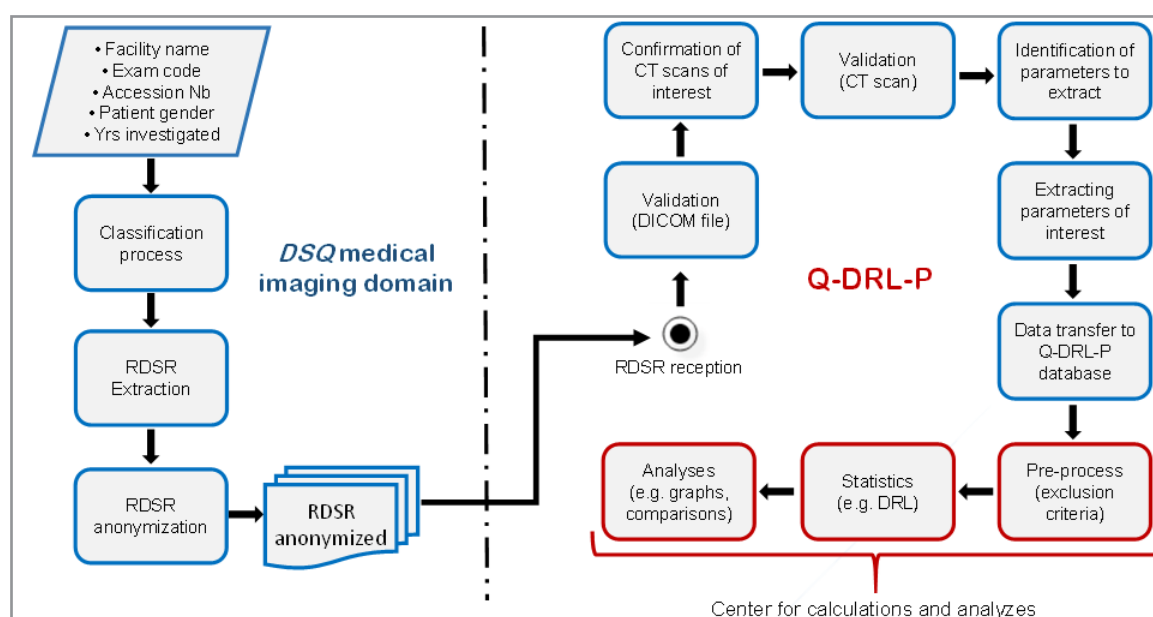 • Facility name
• Exam code
• Accession Nb
• Patient gender
• Yrs investigated
Classification
process
RDSR
Extraction
RDSR
anonymization
RDSR
anonymized
DSQ medical
imaging domain
RDSR reception
Validation
(DICOM file)
Confirmation of
CT scans of
interest
Validation
(CT scan)
Identification of
parameters to
extract
Extracting
parameters of
interest
Q-DRL-P
Data transfer to
Q-DRL-P
database
Pre-process
(exclusion
criteria)
Statistics
(e.g. DRL)
Analyses
(e.g. graphs,
comparisons)
Center for calculations and analyzes